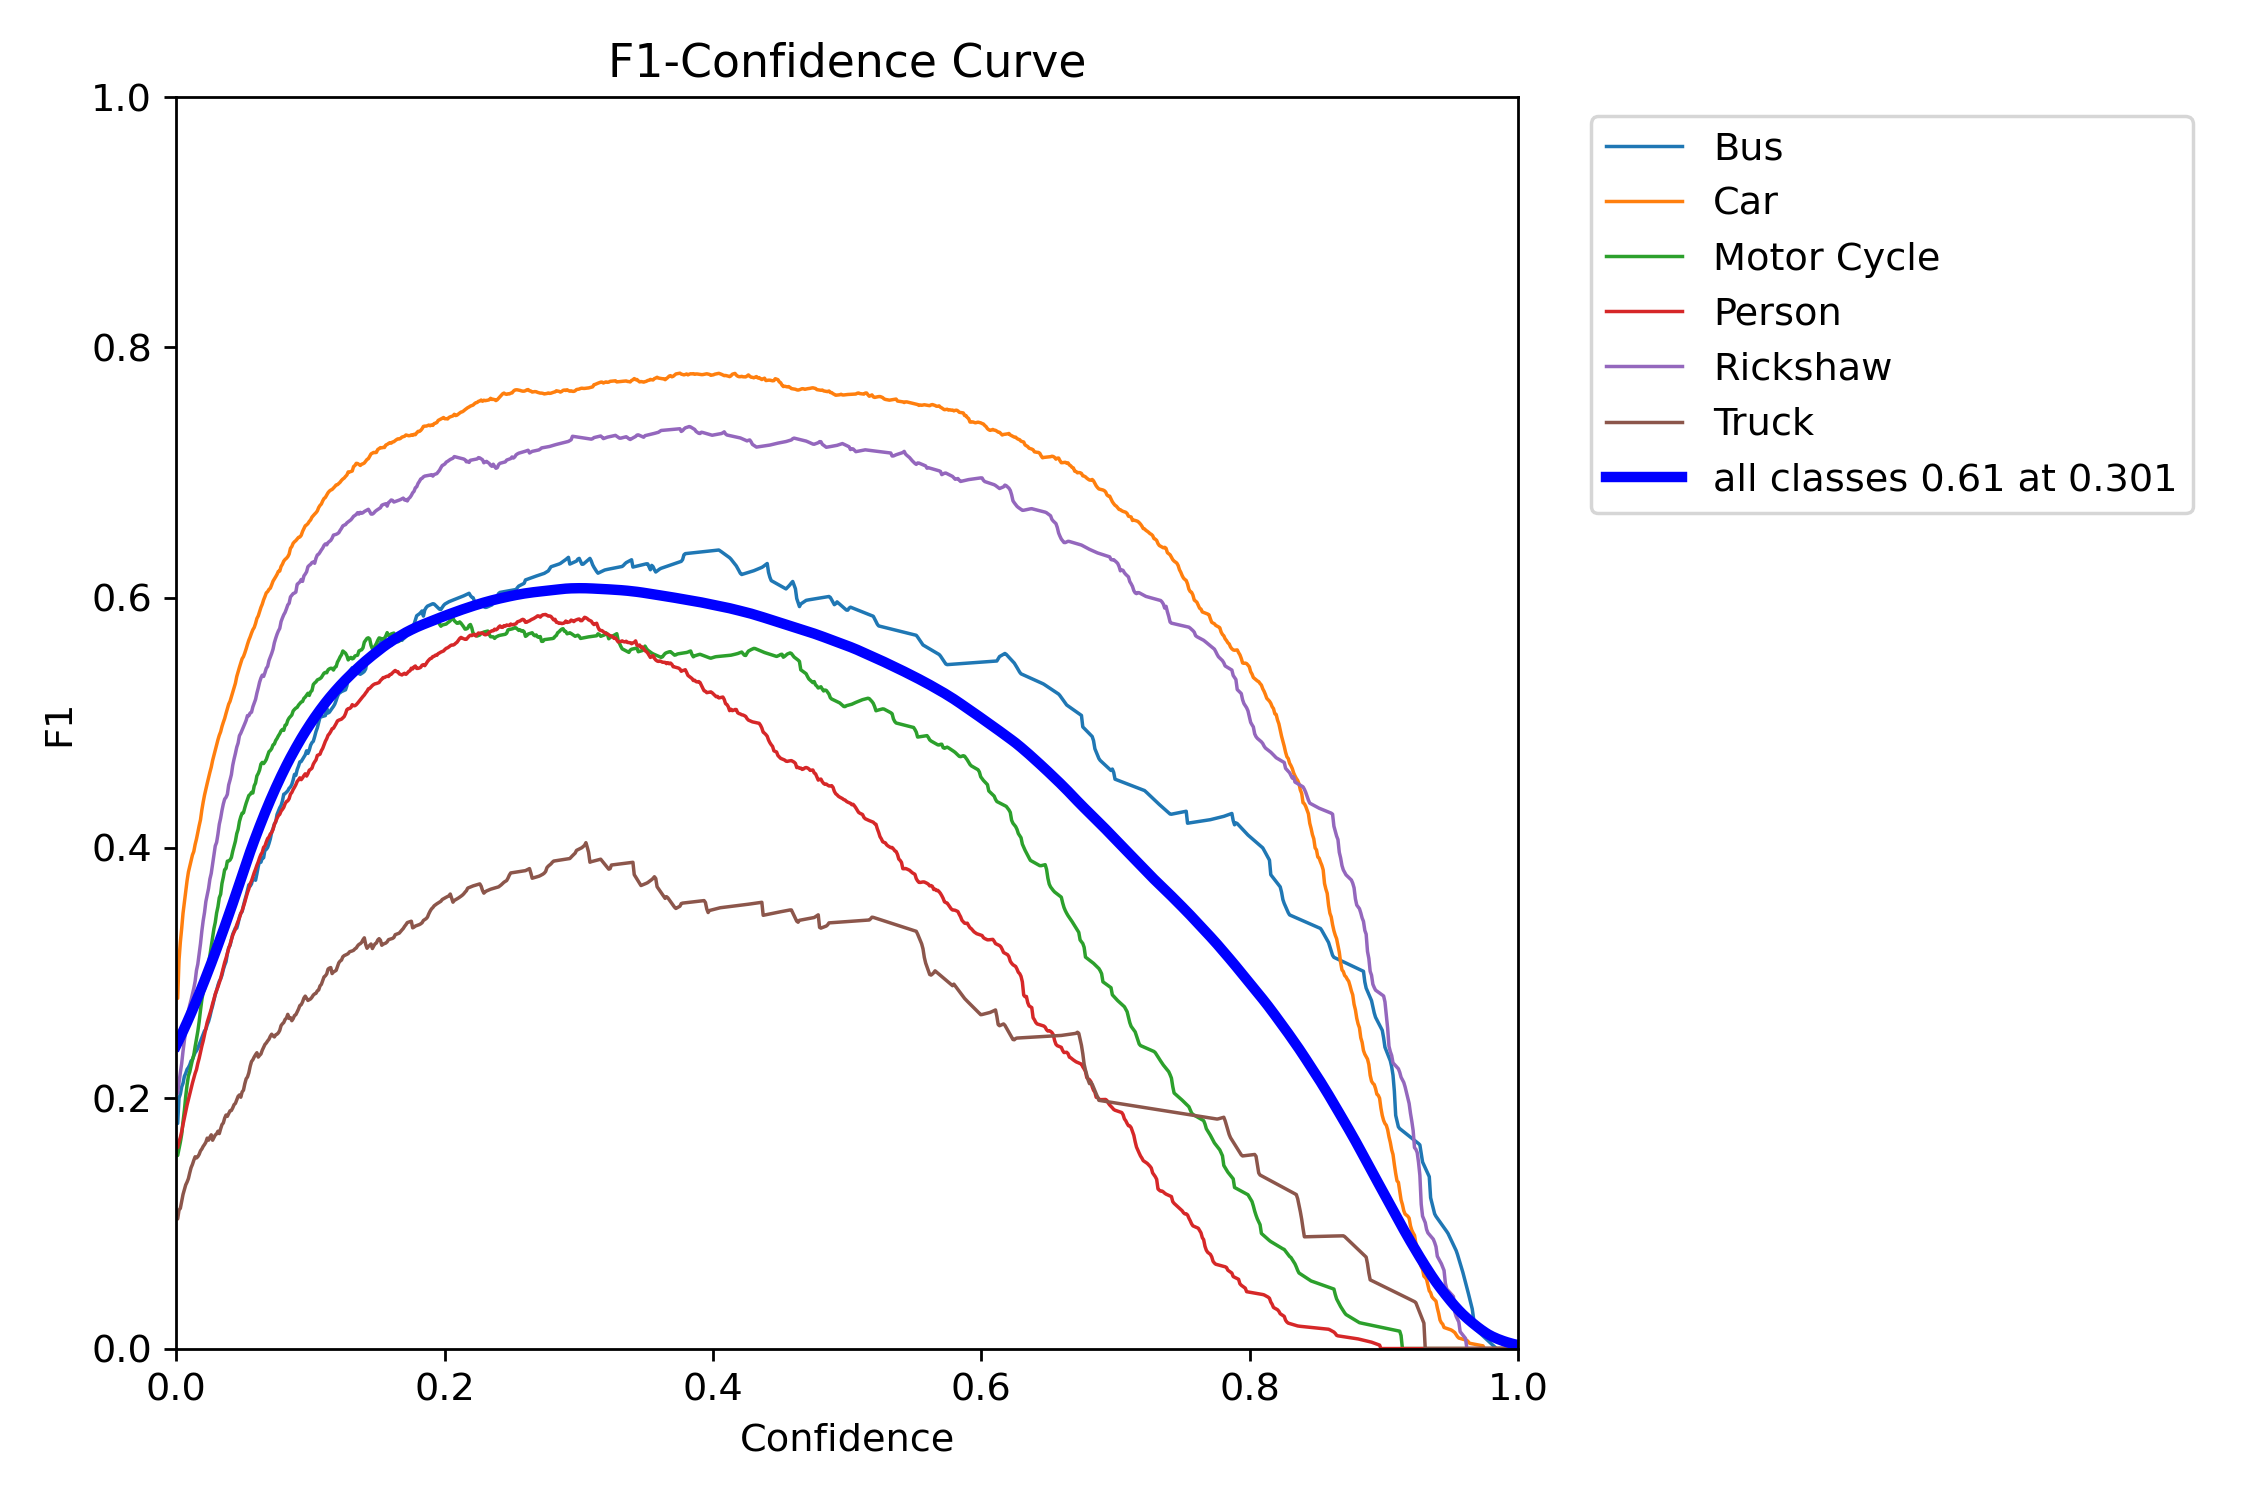 F1-Confidence Curve
1.0
0.8
0.6
0.4
0.2
0.0
F1
0.0 0.2 0.4 0.6 0.8 1.0
Confidence
Bus
Car
Motor Cycle
Person
Rickshaw
Truck
all classes 0.61 at 0.301